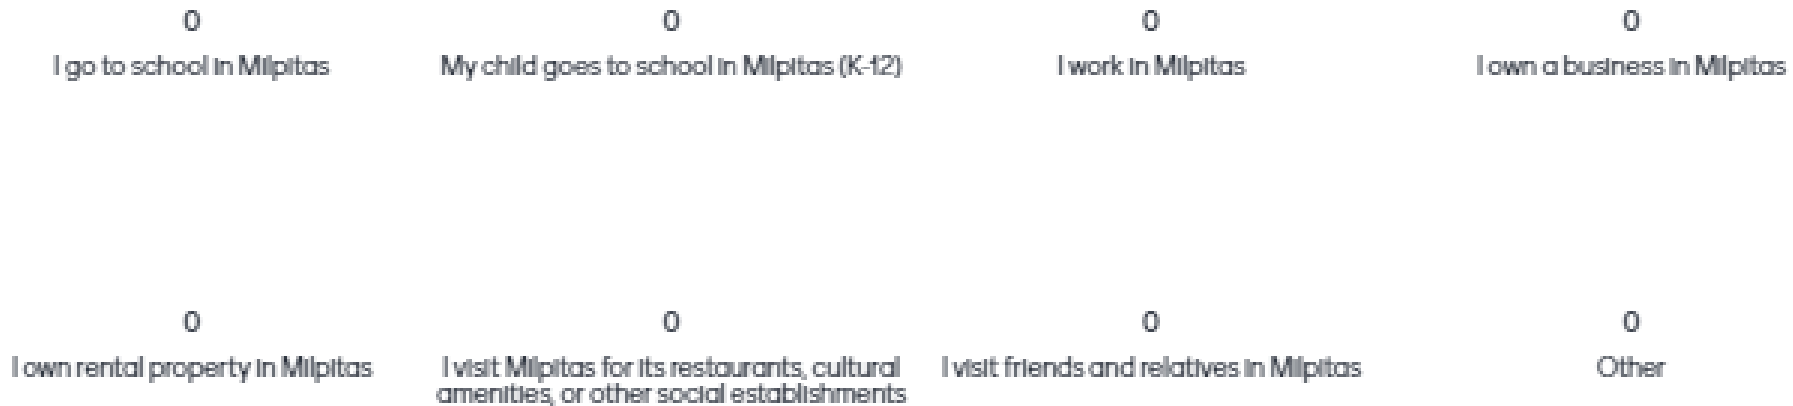 0 0 0 0
I go to school in Milpitas My child goes to school in Milpitas (K-12) I work in Milpitas I own a business in Milpitas
0 0 0 0
I own rental property in Milpitas I visit Milpitas for its restaurants, cultural I visit friends and relatives in Milpitas Other
amenities, or other social establishments